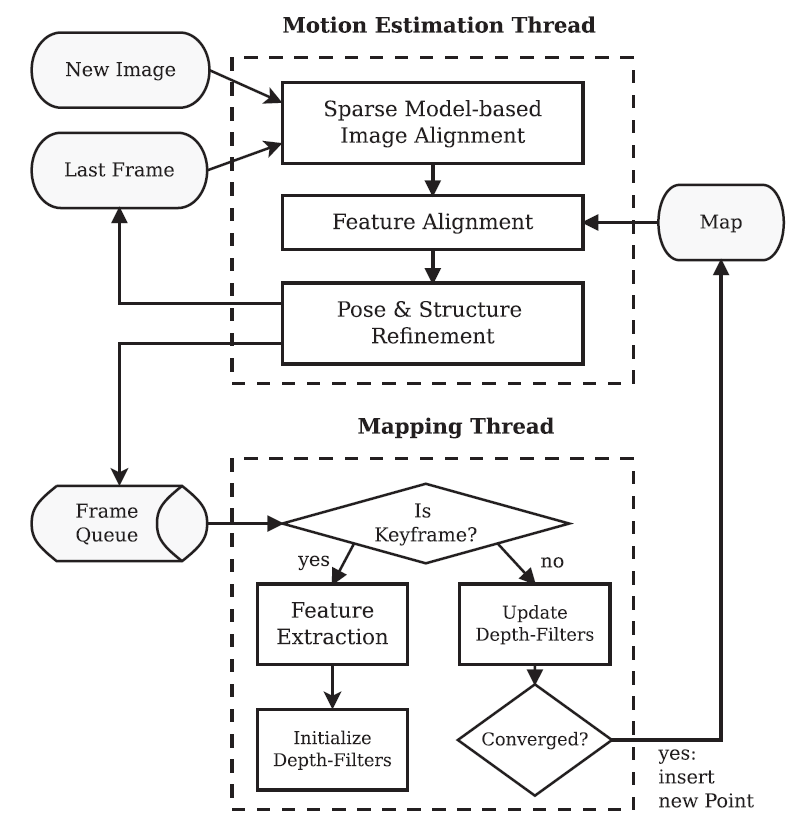 Motion Estimation Thread
New Image
Sparse Model-based
Image Alignment
Last Frame
Feature Alignment
Map
Pose & Structure
Refinement
Mapping Thread
Frame
Queue
Is
Keyframe?
yes
no
Feature
Extraction
Update
Depth-Filters
Initialize
Depth-Filters
Converged?
yes:
insert
new Point